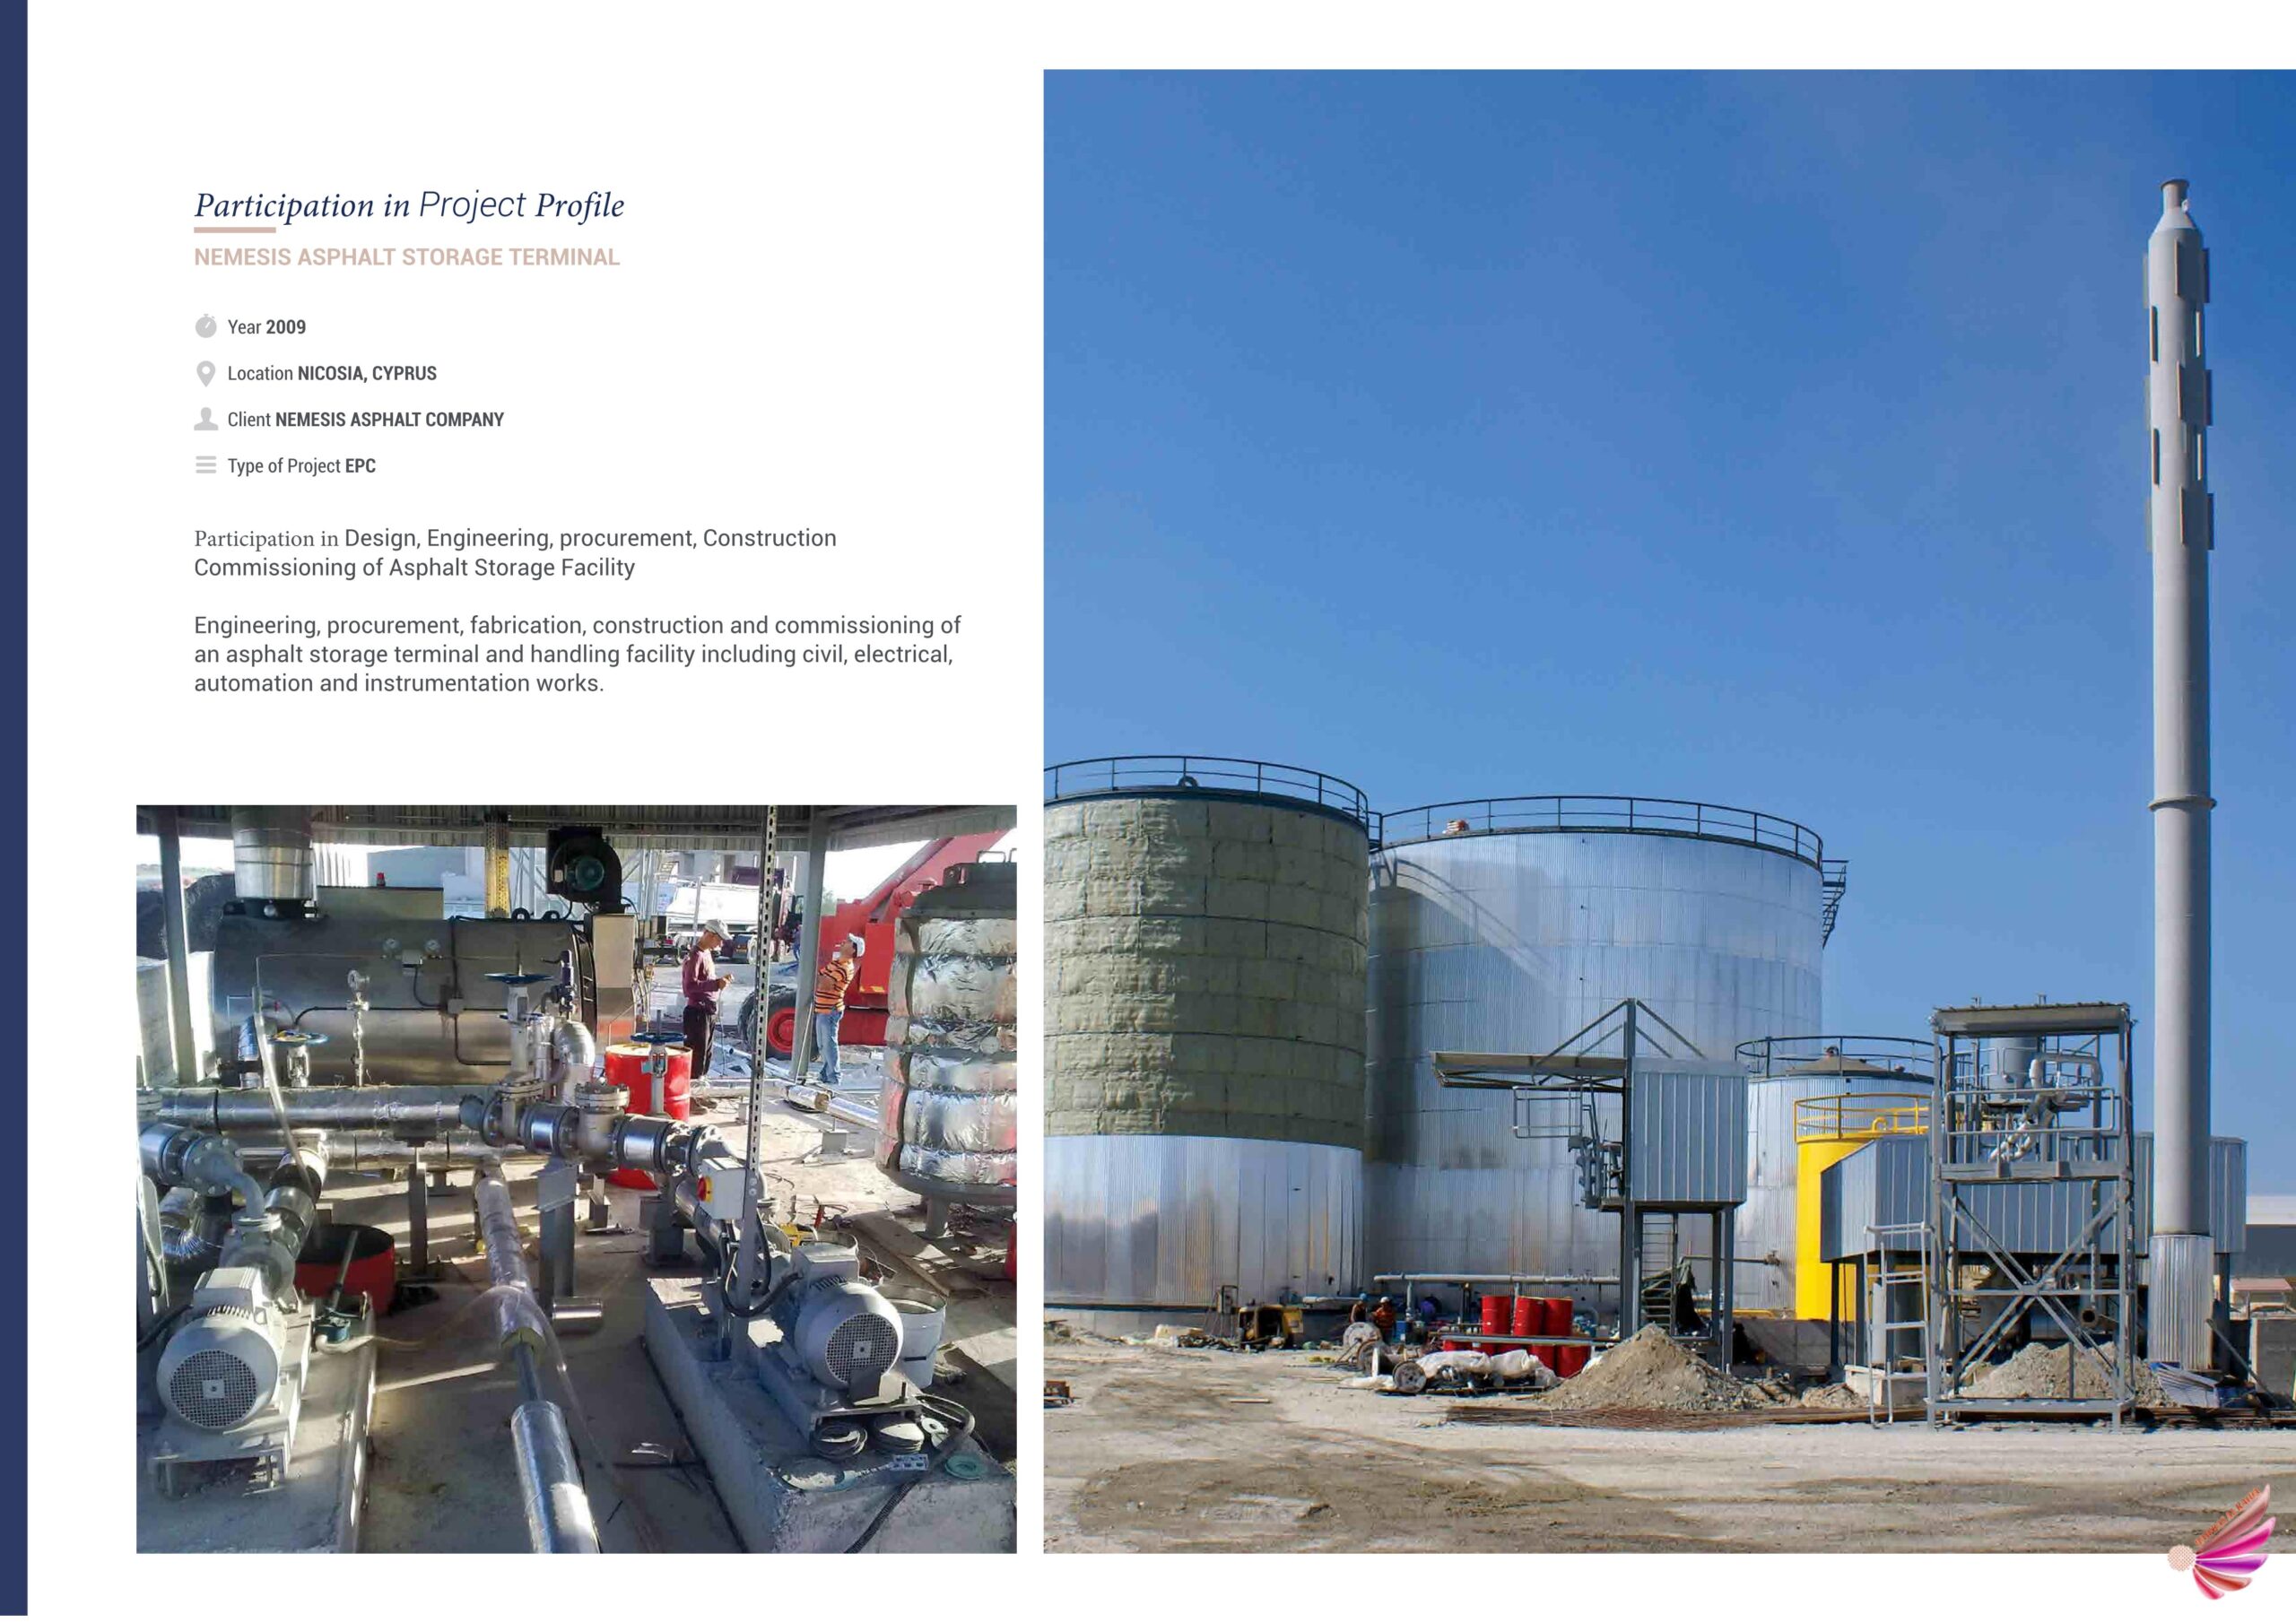 Participation in Project Profile
NEMESIS ASPHALT STORAGE TERMINAL
Year 2009
Location NICOSIA, CYPRUS
Client NEMESIS ASPHALT COMPANY
Type of Project EPC
Participation in Design, Engineering, procurement, Construction
Commissioning of Asphalt Storage Facility
Engineering, procurement, fabrication, construction and commissioning of
an asphalt storage terminal and handling facility including civil, electrical,
automation and instrumentation works.